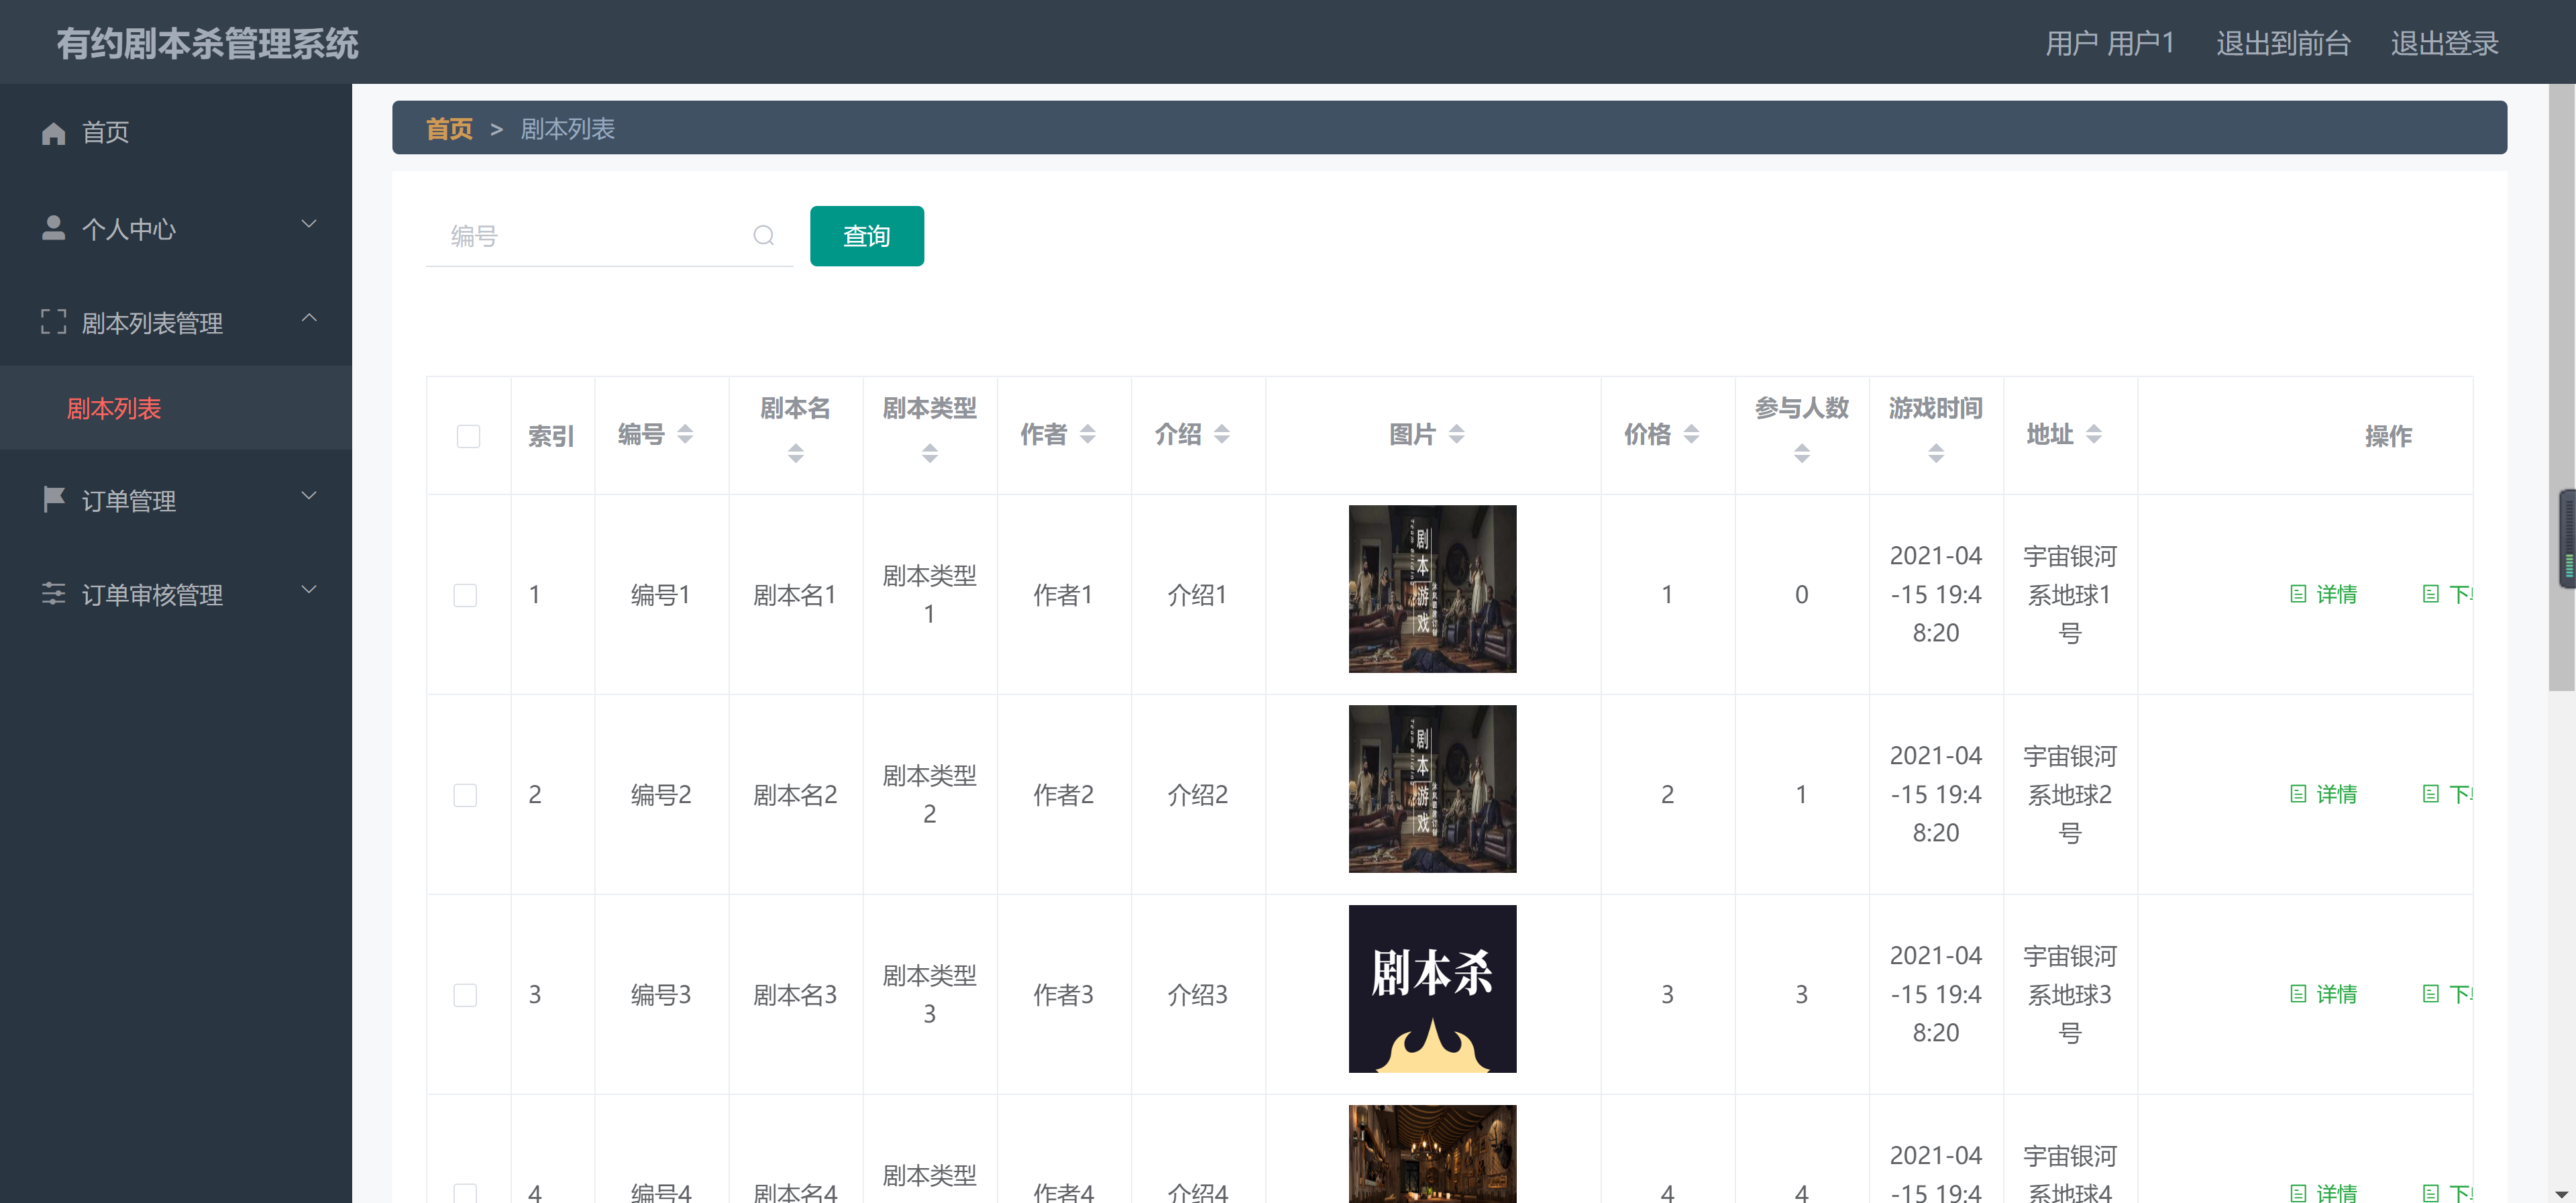 有约剧本杀管理系统
用户 用户1 退出到前台 退出登录
首页
个人中心
剧本列表管理
剧本列表
订单管理
订单审核管理
首页 > 剧本列表
编号 查询
索引 编号 剧本名 剧本类型 作者 介绍 图片 价格 参与人数 游戏时间 地址 操作
1 编号1 剧本名1 剧本类型1 作者1 介绍1 1 0 2021-04-15 19:48:20 宇宙银河系地球1号 详情
剧本游戏
2 编号2 剧本名2 剧本类型2 作者2 介绍2 2 1 2021-04-15 19:48:20 宇宙银河系地球2号 详情
剧本游戏
3 编号3 剧本名3 剧本类型3 作者3 介绍3 3 3 2021-04-15 19:48:20 宇宙银河系地球3号 详情
剧本杀
4 编号4 剧本名4 剧本类型 作者4 介绍4 4 4 2021-04-15 19:4 宇宙银河系地球4 详情